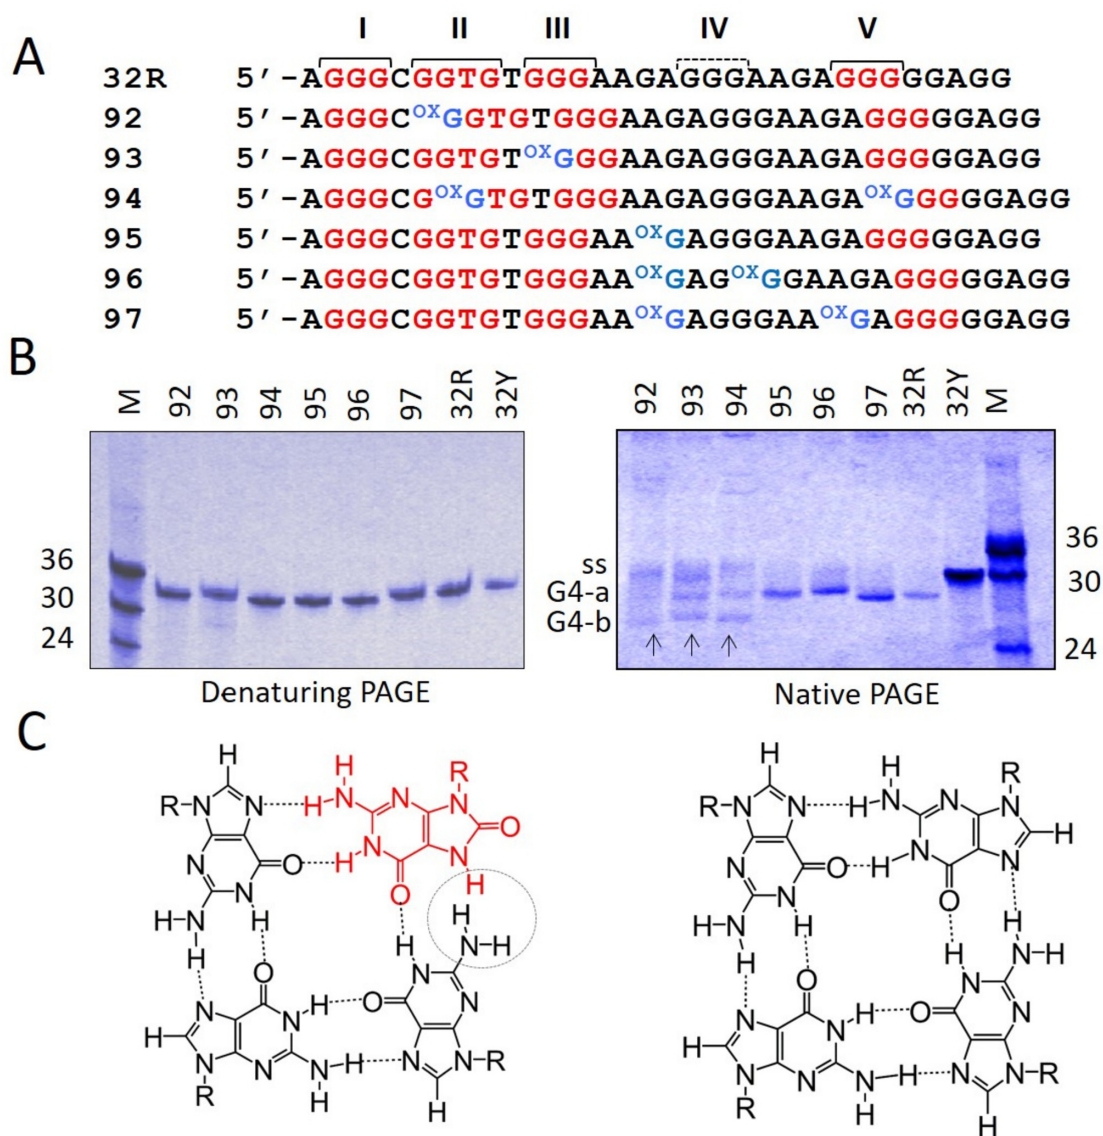 I II III IV V
A
32R 5′-AGGGCGGTGTGGGAAGAGGGAAGAGGGGGAGG
92 5′-AGGGCᴼˣGGTGTGGGAAGAGGGAAGAGGGGGAGG
93 5′-AGGGCGGTGTᴼˣGGGAAGAGGGAAGAGGGGGAGG
94 5′-AGGGCGᴼˣGTGTGGGAAGAGGGAAGAᴼˣGGGGGAGG
95 5′-AGGGCGGTGTGGGAAᴼˣGAGGGAAGAGGGGGAGG
96 5′-AGGGCGGTGTGGGAAᴼˣGAGᴼˣGGAAGAGGGGGAGG
97 5′-AGGGCGGTGTGGGAAᴼˣGAGGGAAᴼˣGAGGGGGAGG
B
M 92 93 94 95 96 97 32R 32Y
36
30
24
Denaturing PAGE
92 93 94 95 96 97 32R 32Y M
ss
G4-a
G4-b
36
30
24
Native PAGE
C
H H R
R N N H N N N
O H N N O
N N O H
H H
H N H H N H
H O N
N N H O N
H N N N H N N R
R H H
H H R
R N N H N N N
O H N N H
N N O
H H
H N H N H
H O N
N N H O N
H N N N H N N R
R H H